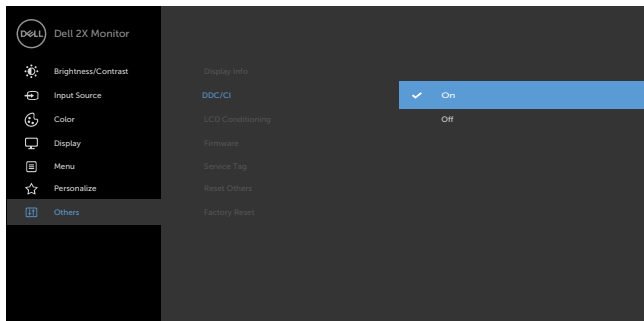 DELL
Dell 2X Monitor
Brightness/Contrast
Input Source
Color
Display
Menu
Personalize
Others
Display Info
DDC/CI
LCD Conditioning
Firmware
Service Tag
Reset Others
Factory Reset
On
Off